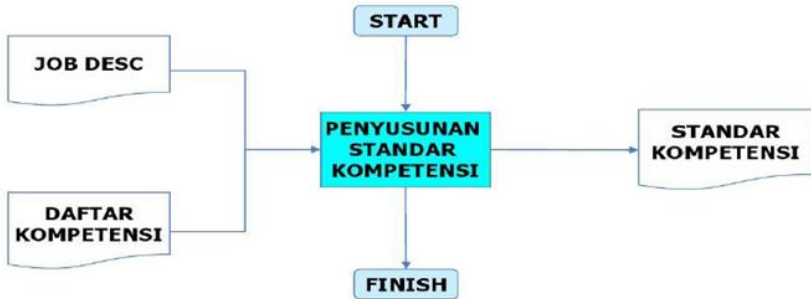 START
JOB DESC
PENYUSUNAN
STANDAR
KOMPETENSI
STANDAR
KOMPETENSI
DAFTAR
KOMPETENSI
FINISH